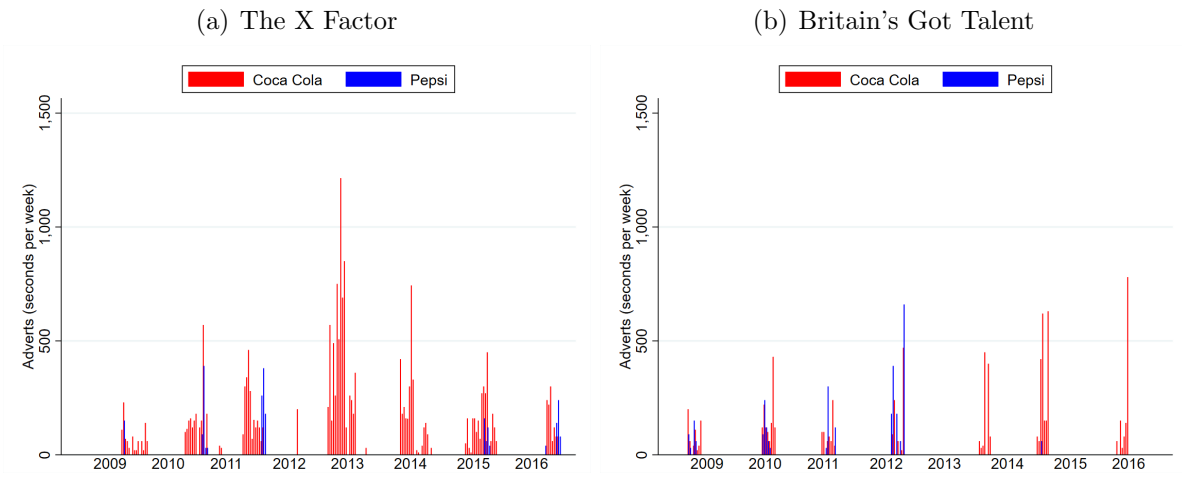 (a) The X Factor
Coca Cola Pepsi
Adverts (seconds per week)
1,500
1,000
500
0
2009 2010 2011 2012 2013 2014 2015 2016
(b) Britain's Got Talent
Coca Cola Pepsi
Adverts (seconds per week)
1,500
1,000
500
0
2009 2010 2011 2012 2013 2014 2015 2016